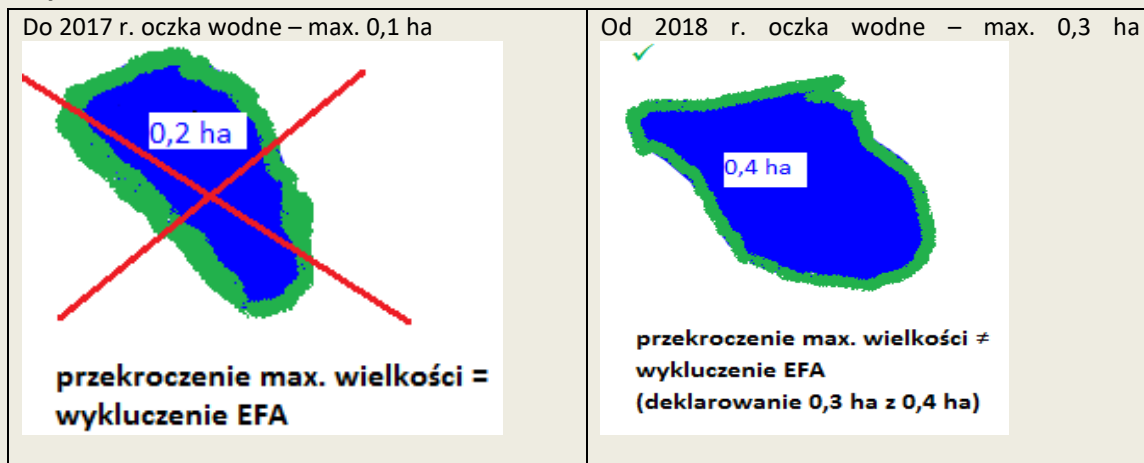 Do 2017 r. oczka wodne – max. 0,1 ha
0,2 ha
przekroczenie max. wielkości =
wykluczenie EFA
Od 2018 r. oczka wodne – max. 0,3 ha
✓
0,4 ha
przekroczenie max. wielkości ≠
wykluczenie EFA
(deklarowanie 0,3 ha z 0,4 ha)